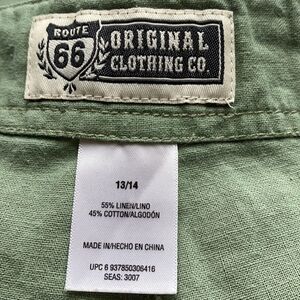 ROUTE
66
ORIGINAL
CLOTHING CO.
13/14
55% LINEN/LINO
45% COTTON/ALGODÓN
MADE IN/HECHO EN CHINA
UPC 6 937850306416
SEAS: 3007